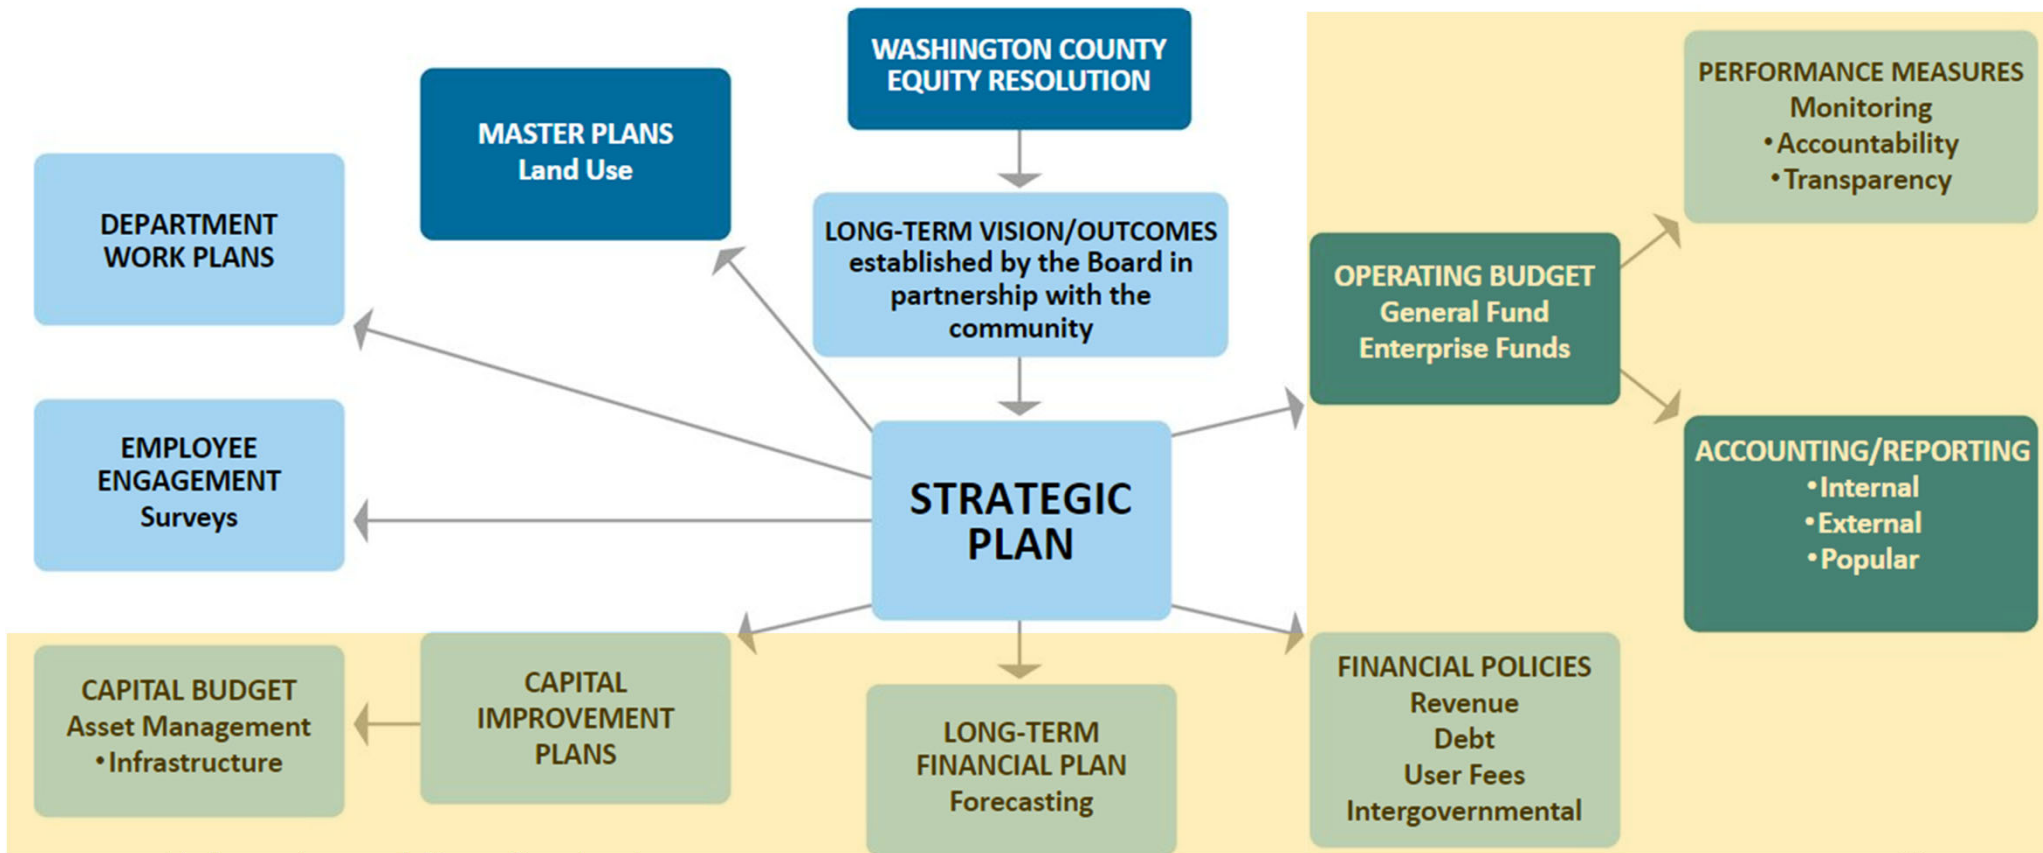 WASHINGTON COUNTY
EQUITY RESOLUTION
MASTER PLANS
Land Use
DEPARTMENT
WORK PLANS
LONG-TERM VISION/OUTCOMES
established by the Board in
partnership with the
community
PERFORMANCE MEASURES
Monitoring
•Accountability
•Transparency
OPERATING BUDGET
General Fund
Enterprise Funds
EMPLOYEE
ENGAGEMENT
Surveys
STRATEGIC
PLAN
ACCOUNTING/REPORTING
•Internal
•External
•Popular
CAPITAL BUDGET
Asset Management
•Infrastructure
CAPITAL
IMPROVEMENT
PLANS
LONG-TERM
FINANCIAL PLAN
Forecasting
FINANCIAL POLICIES
Revenue
Debt
User Fees
Intergovernmental